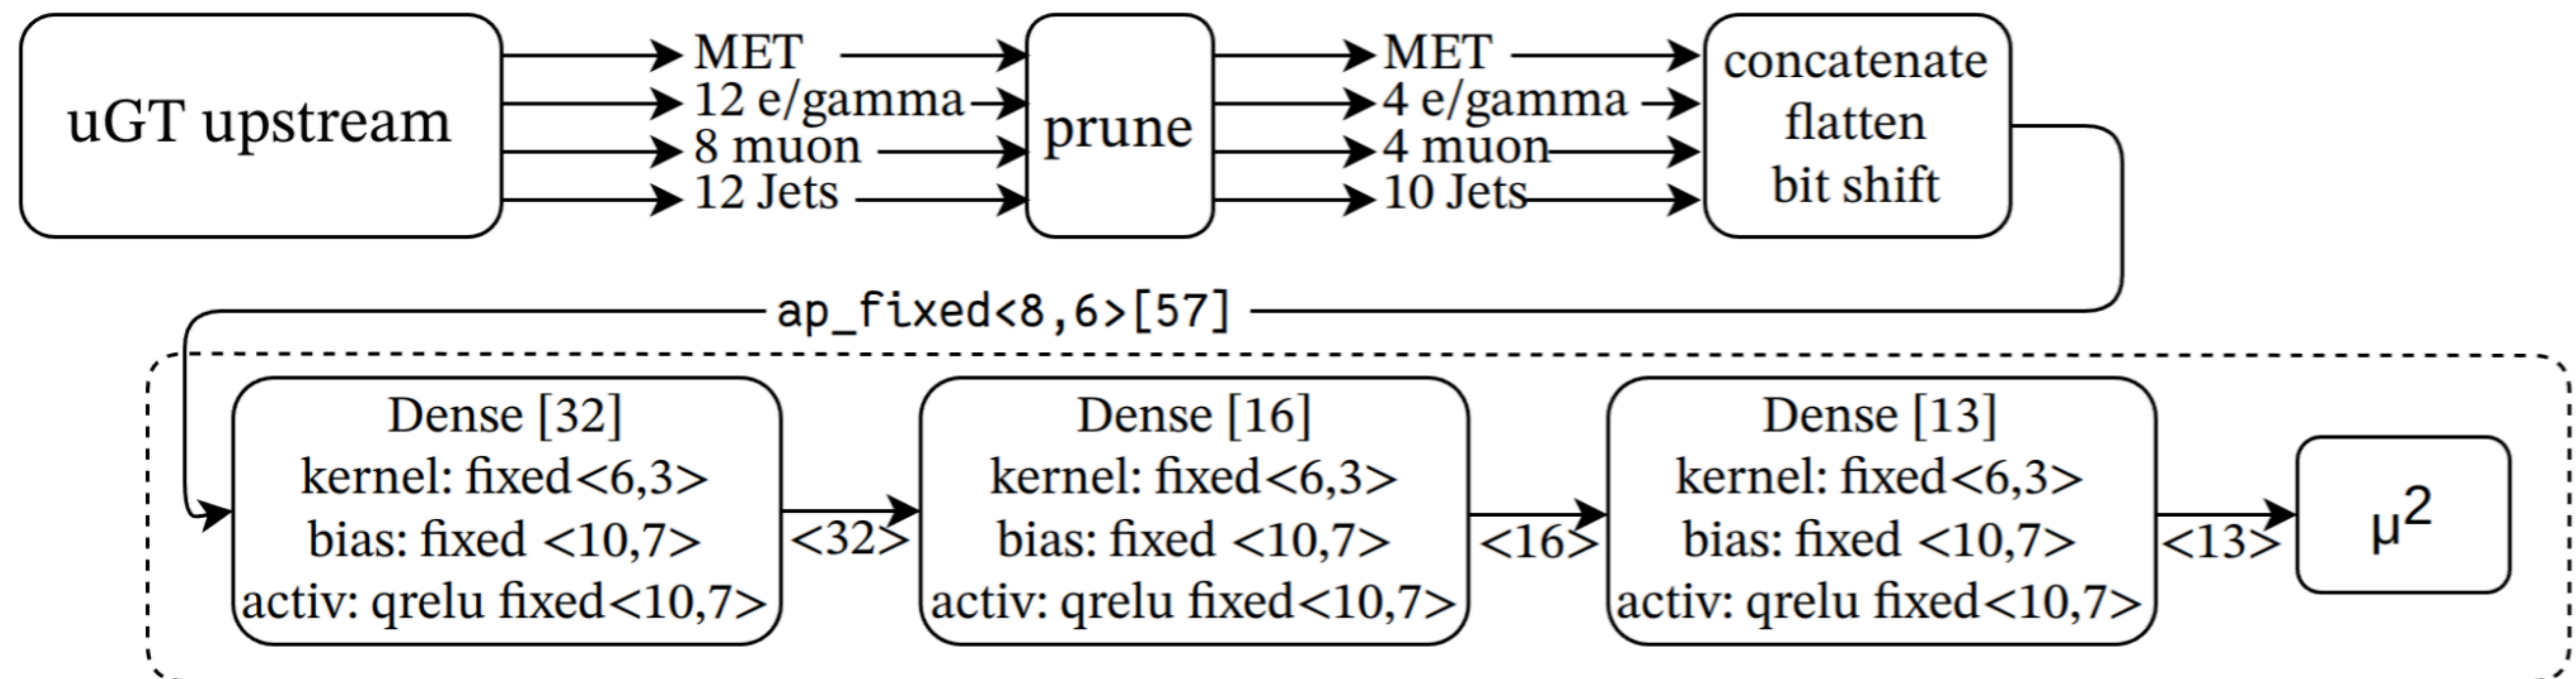 uGT upstream
MET
12 e/gamma
8 muon
12 Jets
prune
MET
4 e/gamma
4 muon
10 Jets
concatenate
flatten
bit shift
ap_fixed<8,6>[57]
Dense [32]
kernel: fixed<6,3>
bias: fixed <10,7>
activ: qrelu fixed<10,7>
<32>
Dense [16]
kernel: fixed<6,3>
bias: fixed <10,7>
activ: qrelu fixed<10,7>
<16>
Dense [13]
kernel: fixed<6,3>
bias: fixed <10,7>
activ: qrelu fixed<10,7>
<13>
μ²